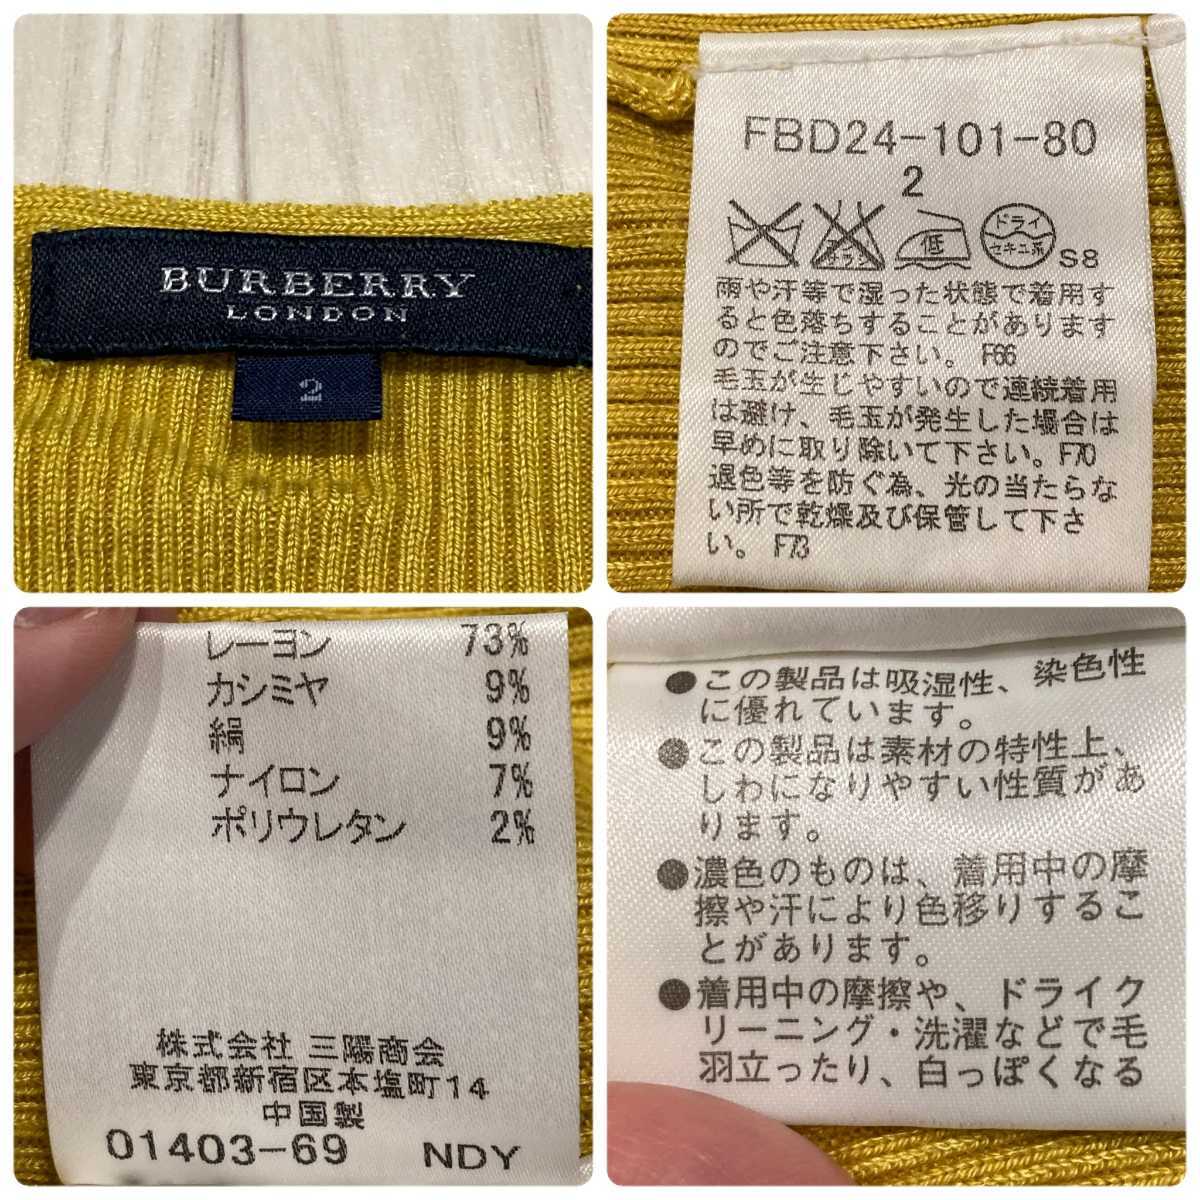 BURBERRY
LONDON
2
FBD24-101-80
2
エンソ
サラシ
低
ドライ
セキユ系
S8
雨や汗等で湿った状態で着用す
ると色落ちすることがあります
のでご注意下さい。 F66
毛玉が生じやすいので連続着用
は避け、毛玉が発生した場合は
早めに取り除いて下さい。F70
退色等を防ぐ為、光の当たらな
い所で乾燥及び保管して下さ
い。 F73
レーヨン 73%
カシミヤ 9%
絹 9%
ナイロン 7%
ポリウレタン 2%
株式会社 三陽商会
東京都新宿区本塩町14
中国製
01403-69 NDY
●この製品は吸湿性、染色性
に優れています。
●この製品は素材の特性上、
しわになりやすい性質があ
ります。
●濃色のものは、着用中の摩
擦や汗により色移りするこ
とがあります。
●着用中の摩擦や、ドライク
リーニング・洗濯などで毛
羽立ったり、白っぽくなる